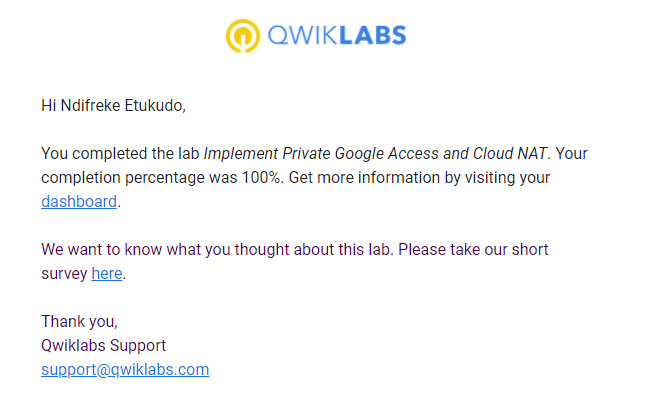 QWIKLABS
Hi Ndifreke Etukudo,
You completed the lab Implement Private Google Access and Cloud NAT. Your
completion percentage was 100%. Get more information by visiting your
dashboard.
We want to know what you thought about this lab. Please take our short
survey here.
Thank you,
Qwiklabs Support
support@qwiklabs.com